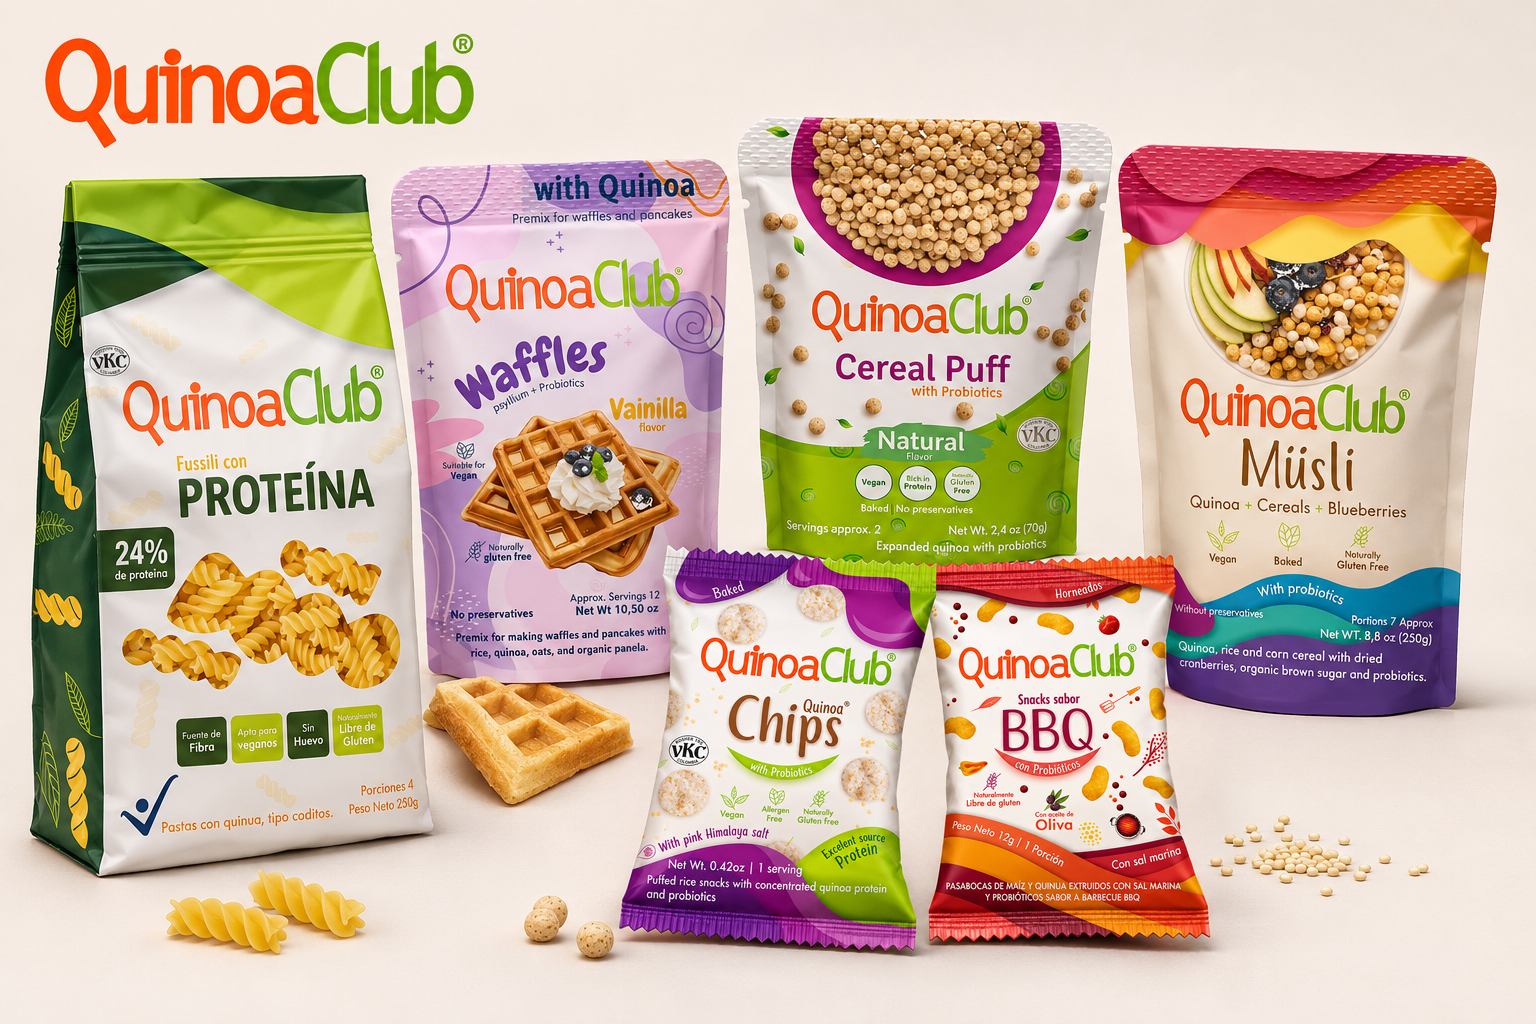 QuinoaClub®
with Quinoa
Premix for waffles and pancakes
QuinoaClub®
Waffles
psyllium + Probiotics
Vainilla
flavor
Suitable for
Vegan
Naturally
gluten free
No preservatives
Approx. Servings 12
Net Wt 10,50 oz
Premix for making waffles and pancakes with
rice, quinoa, oats, and organic panela.
VKC
QuinoaClub®
Fussili con
PROTEÍNA
24%
de proteina
Fuente de
Fibra
Apta para
veganos
Sin
Huevo
Naturalmente
Libre de
Gluten
Porciones 4
Peso Neto 250g
Pastas con quinua, tipo coditos.
QuinoaClub®
Cereal Puff
with Probiotics
Natural
Flavor
VKC
Vegan
Rich in
Protein
Naturally
Gluten
Free
Baked | No preservatives
Servings approx. 2
Net Wt. 2,4 oz (70g)
Expanded quinoa with probiotics
QuinoaClub®
Müsli
Quinoa + Cereals + Blueberries
Vegan
Baked
Naturally
Gluten Free
With probiotics
Without preservatives
Portions 7 Approx
Net WT. 8,8 oz (250g)
Quinoa, rice and corn cereal with dried
cranberries, organic brown sugar and probiotics.
Baked
QuinoaClub®
Quinoa®
Chips
KOSHER
VKC
COLOMBIA
with Probiotics
Vegan
Allergen
Free
Naturally
Gluten free
With pink Himalaya salt
Excelent source
Protein
Net Wt. 0.42oz | 1 serving
Puffed rice snacks with concentrated quinoa protein
and probiotics
Horneados
QuinoaClub®
Snacks sabor
BBQ
con Probióticos
Naturalmente
Libre de gluten
Con aceite de
Oliva
Peso Neto 12g | 1 Porción
Con sal marina
PASABOCAS DE MAÍZ Y QUINUA EXTRUIDOS CON SAL MARINA
Y PROBIÓTICOS SABOR A BARBECUE BBQ